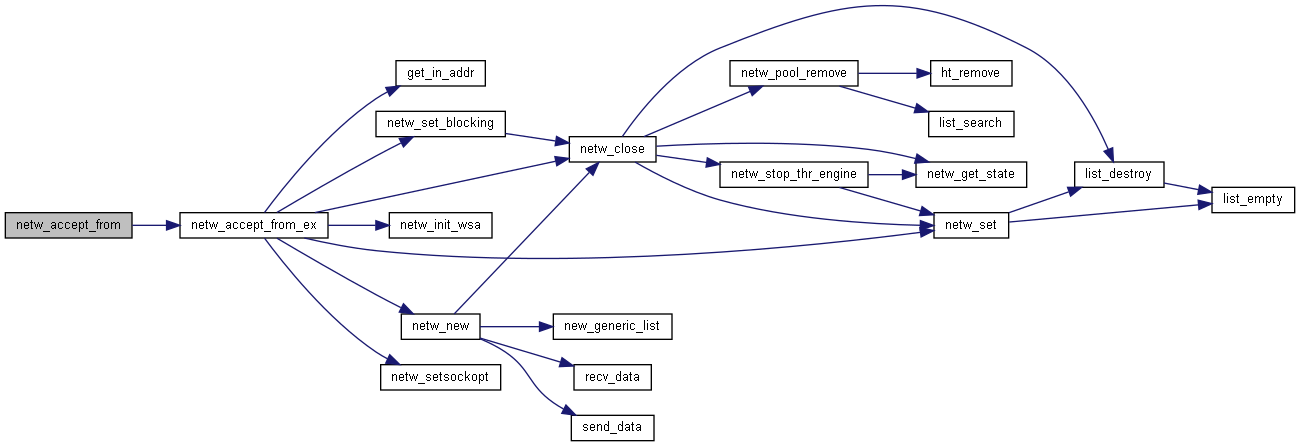 netw_accept_from
netw_accept_from_ex
get_in_addr
netw_set_blocking
netw_close
netw_init_wsa
netw_new
netw_setsockopt
netw_pool_remove
netw_stop_thr_engine
new_generic_list
recv_data
send_data
ht_remove
list_search
netw_get_state
netw_set
list_destroy
list_empty